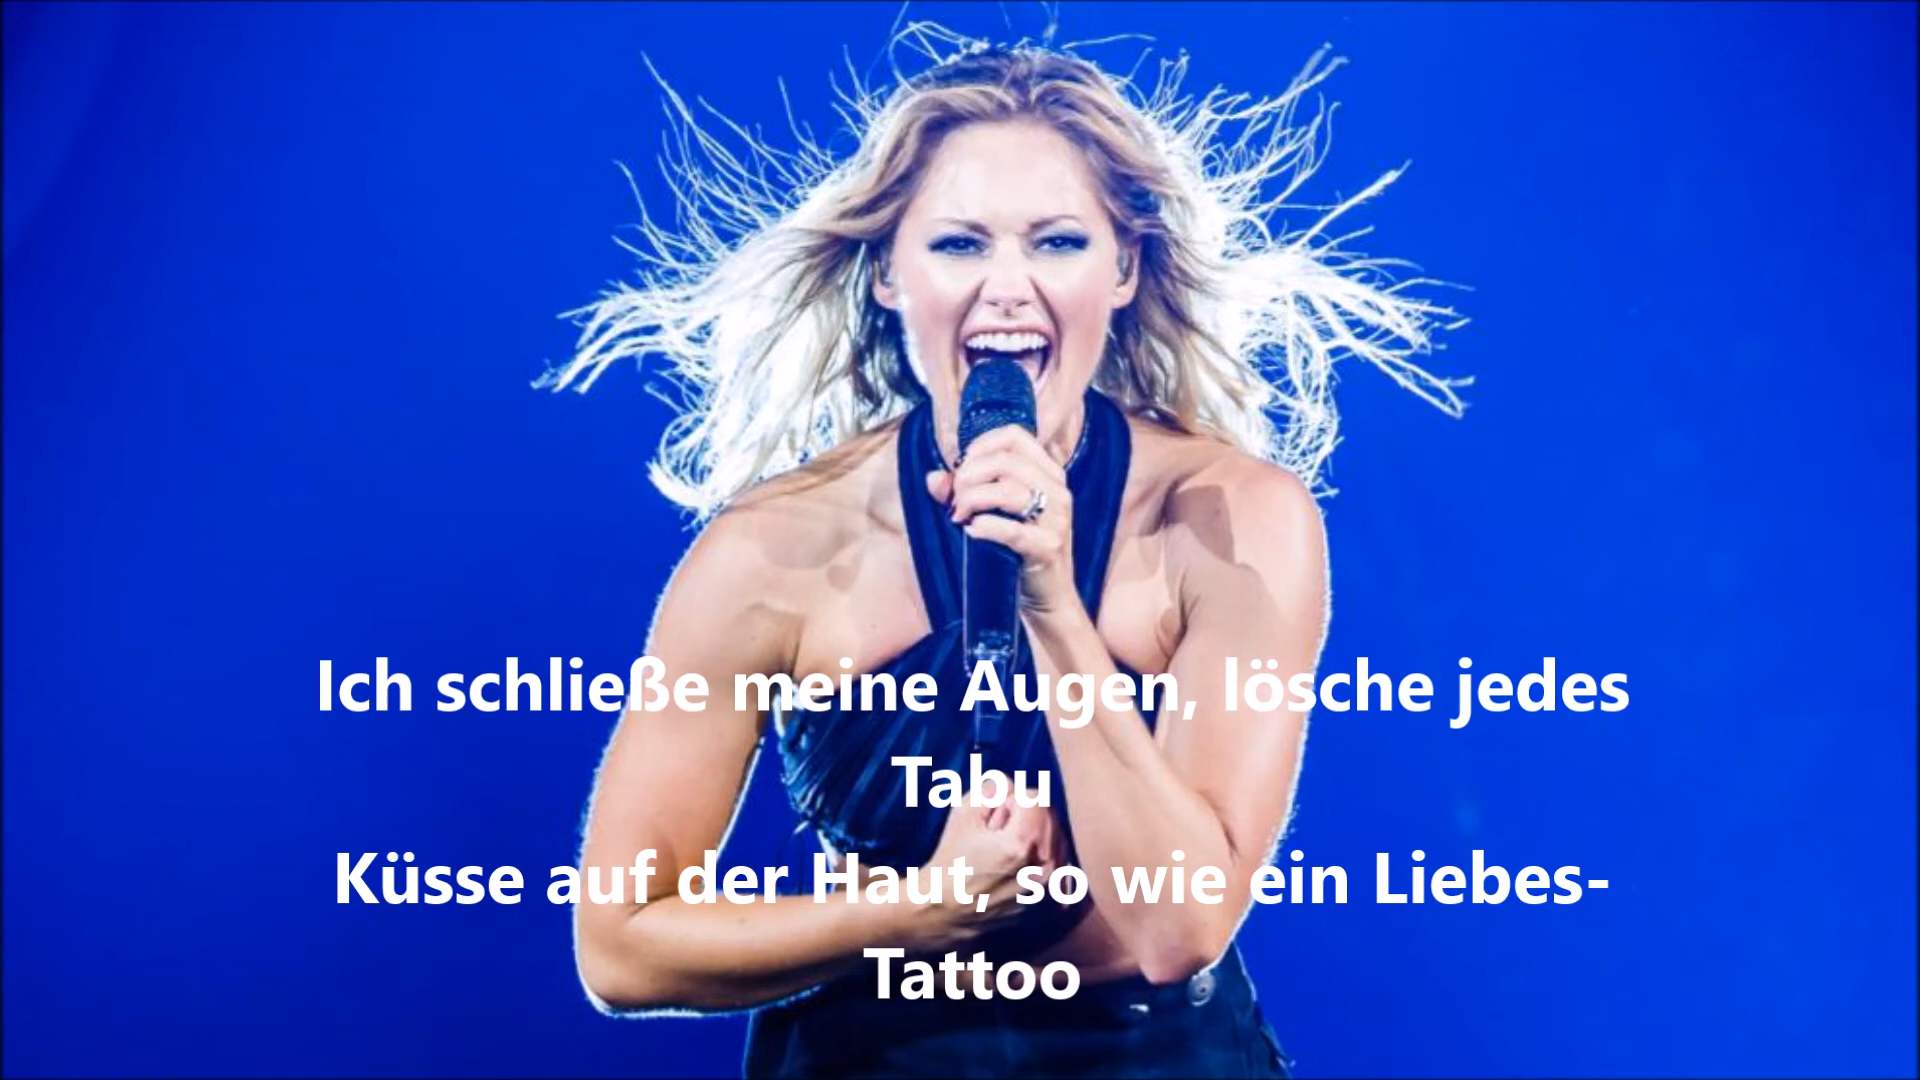 Ich schließe meine Augen, lösche jedes
Tabu
Küsse auf der Haut, so wie ein Liebes-
Tattoo